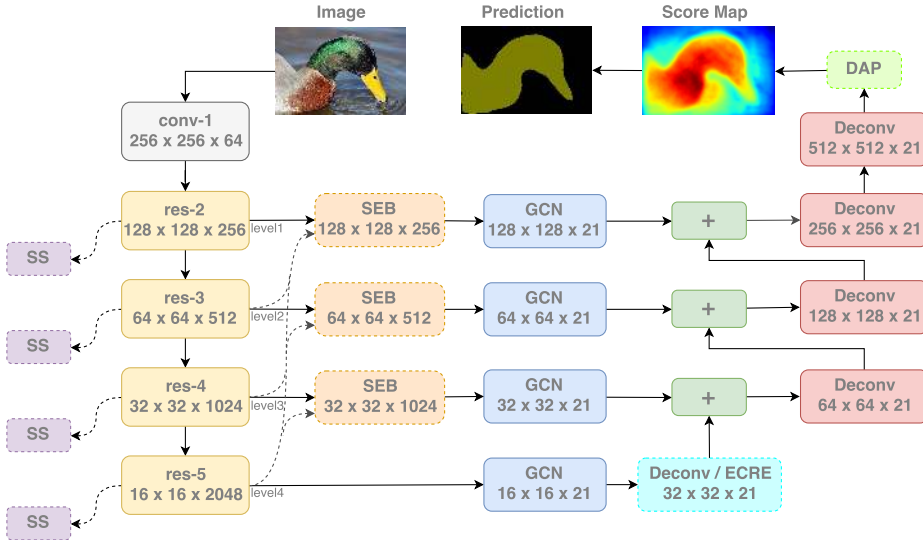 Image
Prediction
Score Map
DAP
conv-1
256 x 256 x 64
Deconv
512 x 512 x 21
res-2
128 x 128 x 256
level1
SEB
128 x 128 x 256
GCN
128 x 128 x 21
+
Deconv
256 x 256 x 21
SS
res-3
64 x 64 x 512
level2
SEB
64 x 64 x 512
GCN
64 x 64 x 21
+
Deconv
128 x 128 x 21
SS
res-4
32 x 32 x 1024
level3
SEB
32 x 32 x 1024
GCN
32 x 32 x 21
+
Deconv
64 x 64 x 21
SS
res-5
16 x 16 x 2048
level4
GCN
16 x 16 x 21
Deconv / ECRE
32 x 32 x 21
SS